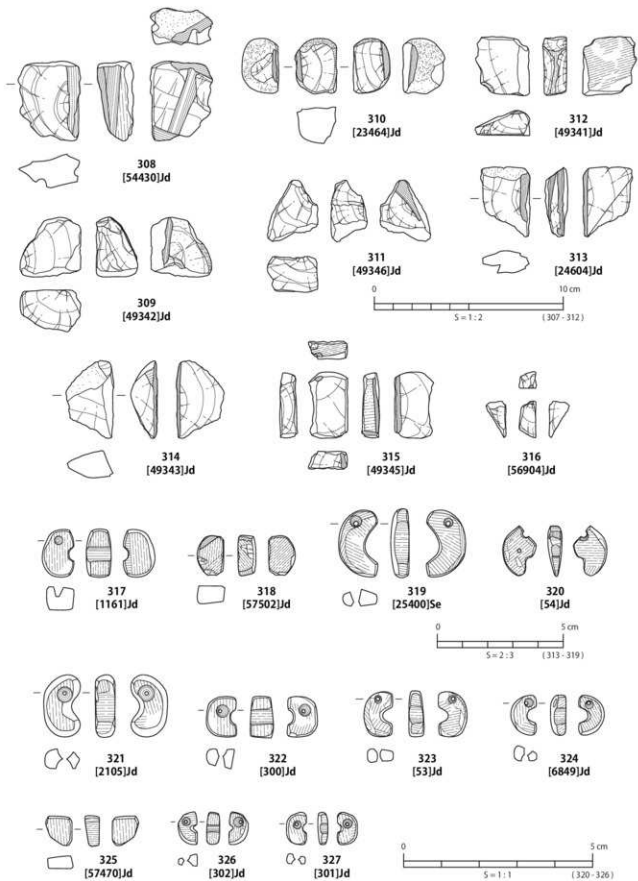 308
[54430]Jd
310
[23464]Jd
312
[49341]Jd
309
[49342]Jd
311
[49346]Jd
313
[24604]Jd
0 10 cm
S = 1 : 2 ( 307 - 312 )
314
[49343]Jd
315
[49345]Jd
316
[56904]Jd
317
[1161]Jd
318
[57502]Jd
319
[25400]Se
320
[54]Jd
0 5 cm
S = 2 : 3 ( 313 - 319 )
321
[2105]Jd
322
[300]Jd
323
[53]Jd
324
[6849]Jd
325
[57470]Jd
326
[302]Jd
327
[301]Jd
0 5 cm
S = 1 : 1 ( 320 - 326 )